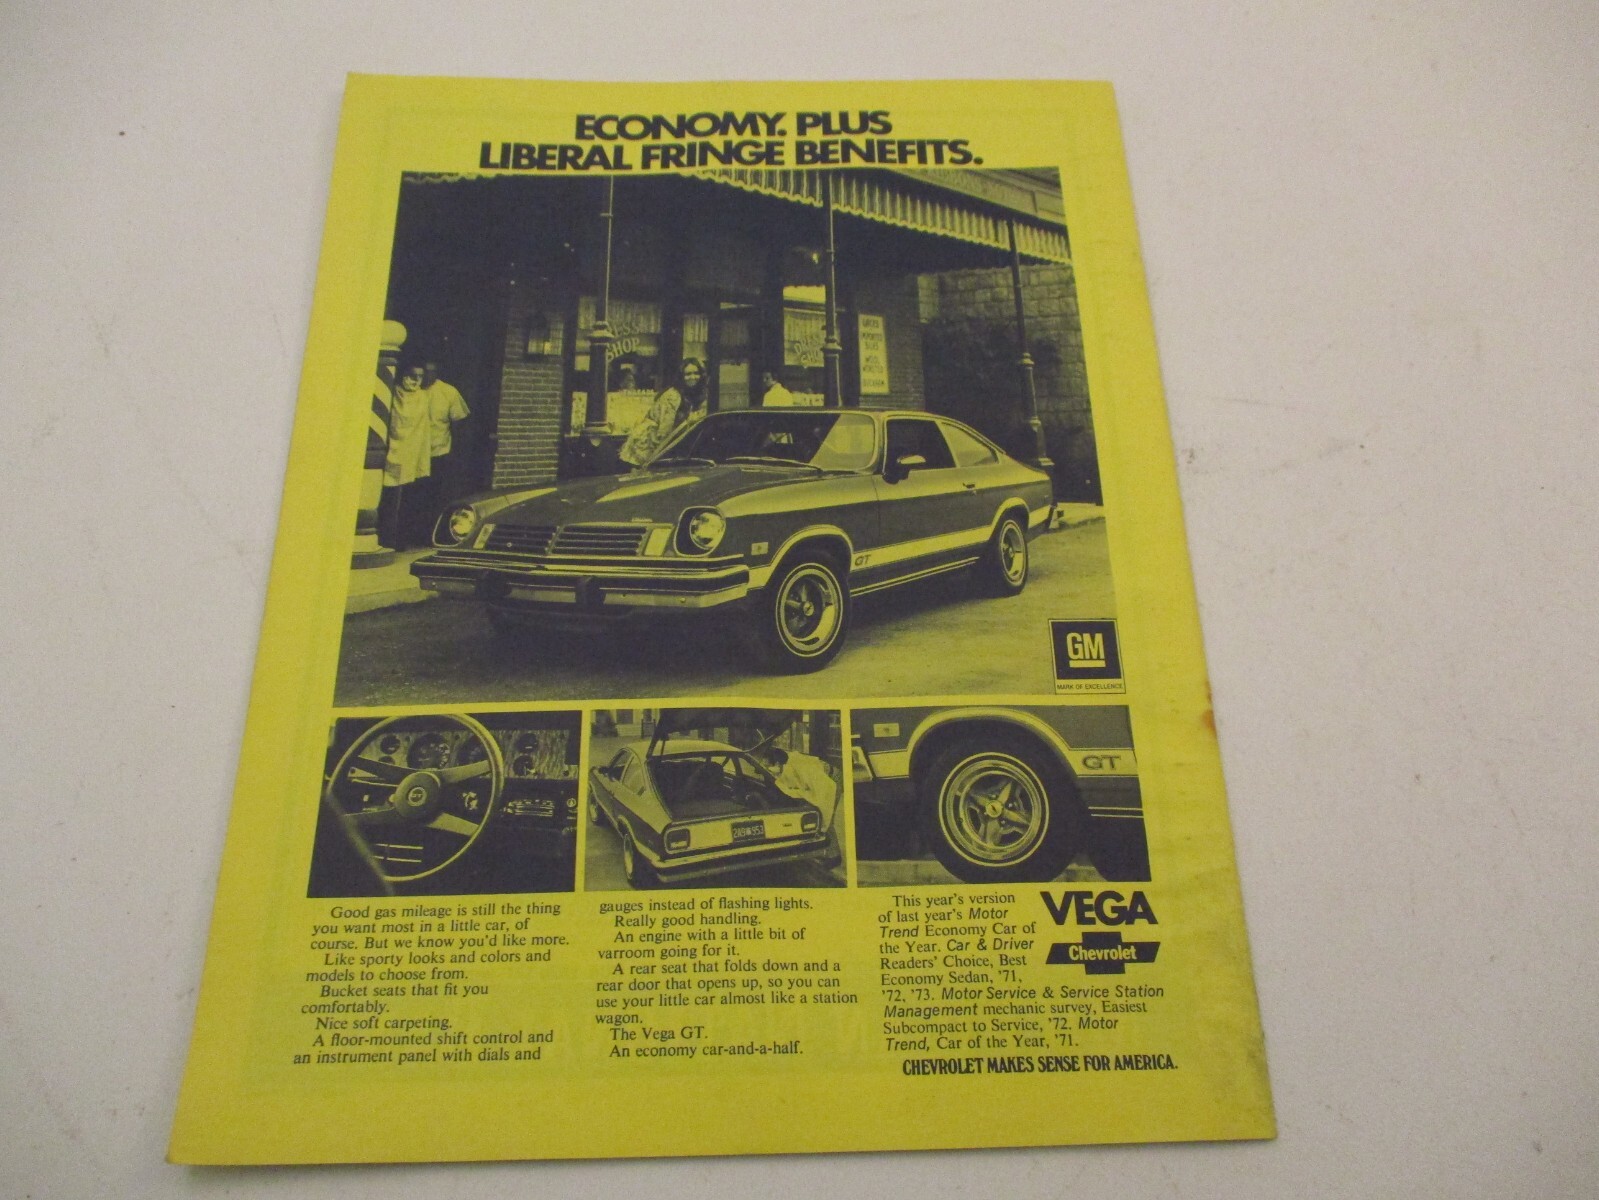 ECONOMY. PLUS
LIBERAL FRINGE BENEFITS.
SHOP
GT
GM
MARK OF EXCELLENCE
GT
Good gas mileage is still the thing
you want most in a little car, of
course. But we know you'd like more.
Like sporty looks and colors and
models to choose from.
Bucket seats that fit you
comfortably.
Nice soft carpeting.
A floor-mounted shift control and
an instrument panel with dials and
gauges instead of flashing lights.
Really good handling.
An engine with a little bit of
varroom going for it.
A rear seat that folds down and a
rear door that opens up, so you can
use your little car almost like a station
wagon.
The Vega GT.
An economy car-and-a-half.
This year's version
of last year's Motor
Trend Economy Car of
the Year. Car & Driver
Readers' Choice, Best
Economy Sedan, '71,
'72, '73. Motor Service & Service Station
Management mechanic survey, Easiest
Subcompact to Service, '72. Motor
Trend, Car of the Year, '71.
VEGA
Chevrolet
CHEVROLET MAKES SENSE FOR AMERICA.